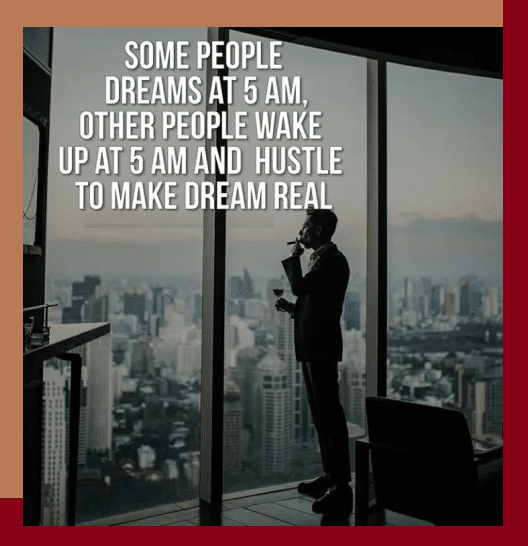 SOME PEOPLE
DREAMS AT 5 AM,
OTHER PEOPLE WAKE
UP AT 5 AM AND HUSTLE
TO MAKE DREAM REAL